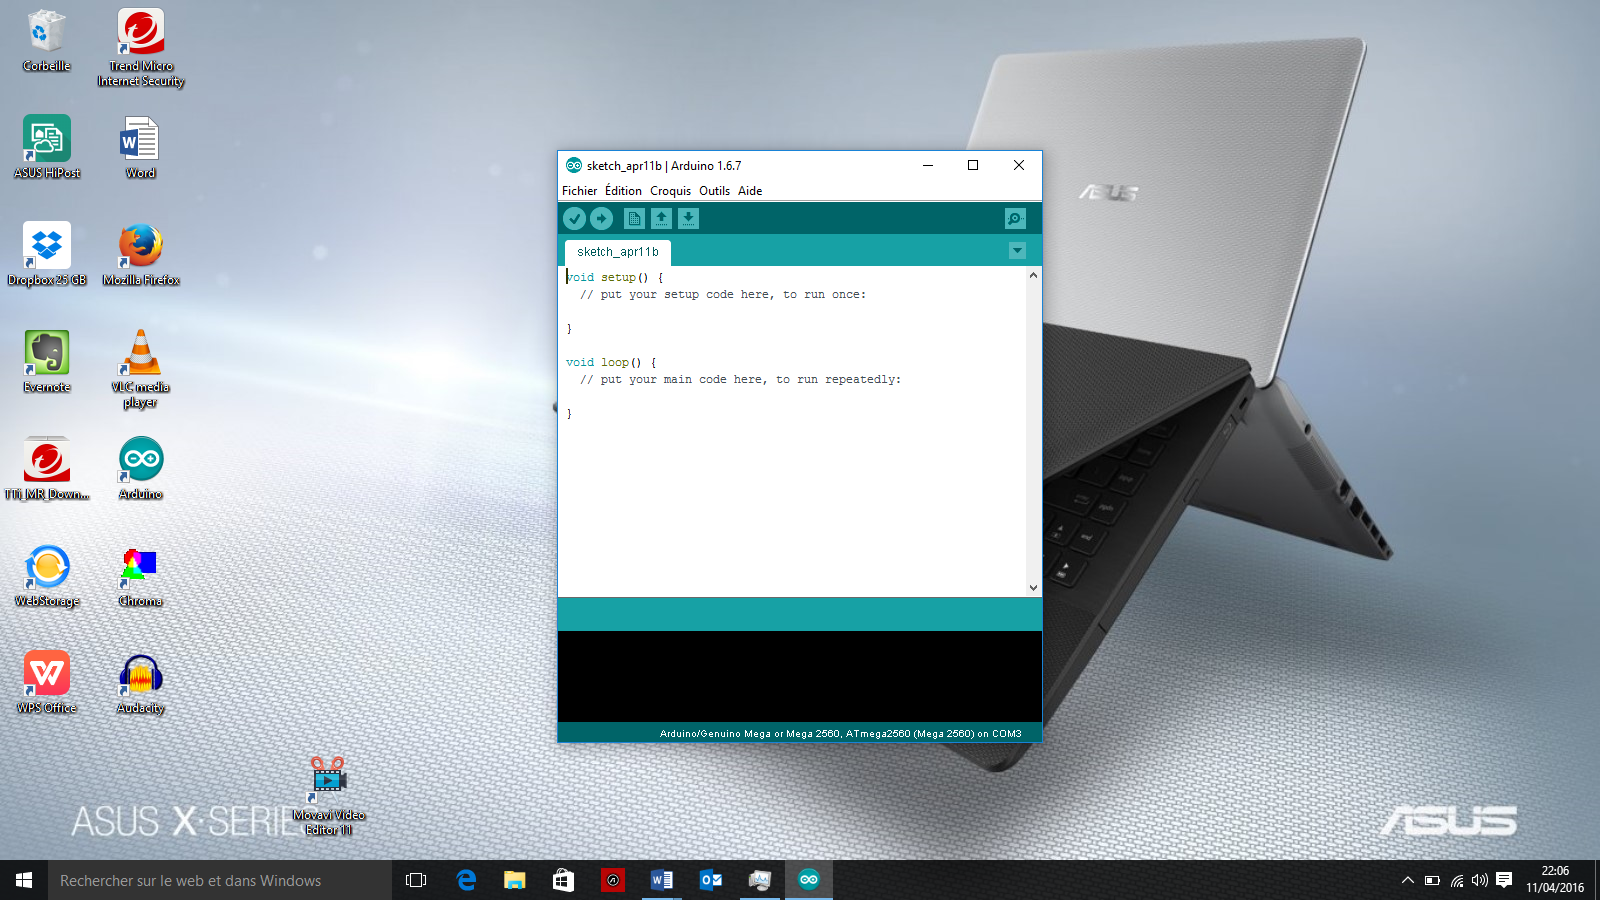 Corbeille
Trend Micro
Internet Security
ASUS HiPost
Word
Dropbox 25 GB
Mozilla Firefox
Evernote
VLC media
player
TTi_MR_Down...
Arduino
WebStorage
Chroma
WPS Office
Audacity
Movavi Video
Editor 11
ASUS X·SERIES
ASUS
sketch_apr11b | Arduino 1.6.7
Fichier Édition Croquis Outils Aide
sketch_apr11b
void setup() {
// put your setup code here, to run once:
}
void loop() {
// put your main code here, to run repeatedly:
}
Arduino/Genuino Mega or Mega 2560, ATmega2560 (Mega 2560) on COM3
ASUS
Rechercher sur le web et dans Windows
22:06
11/04/2016